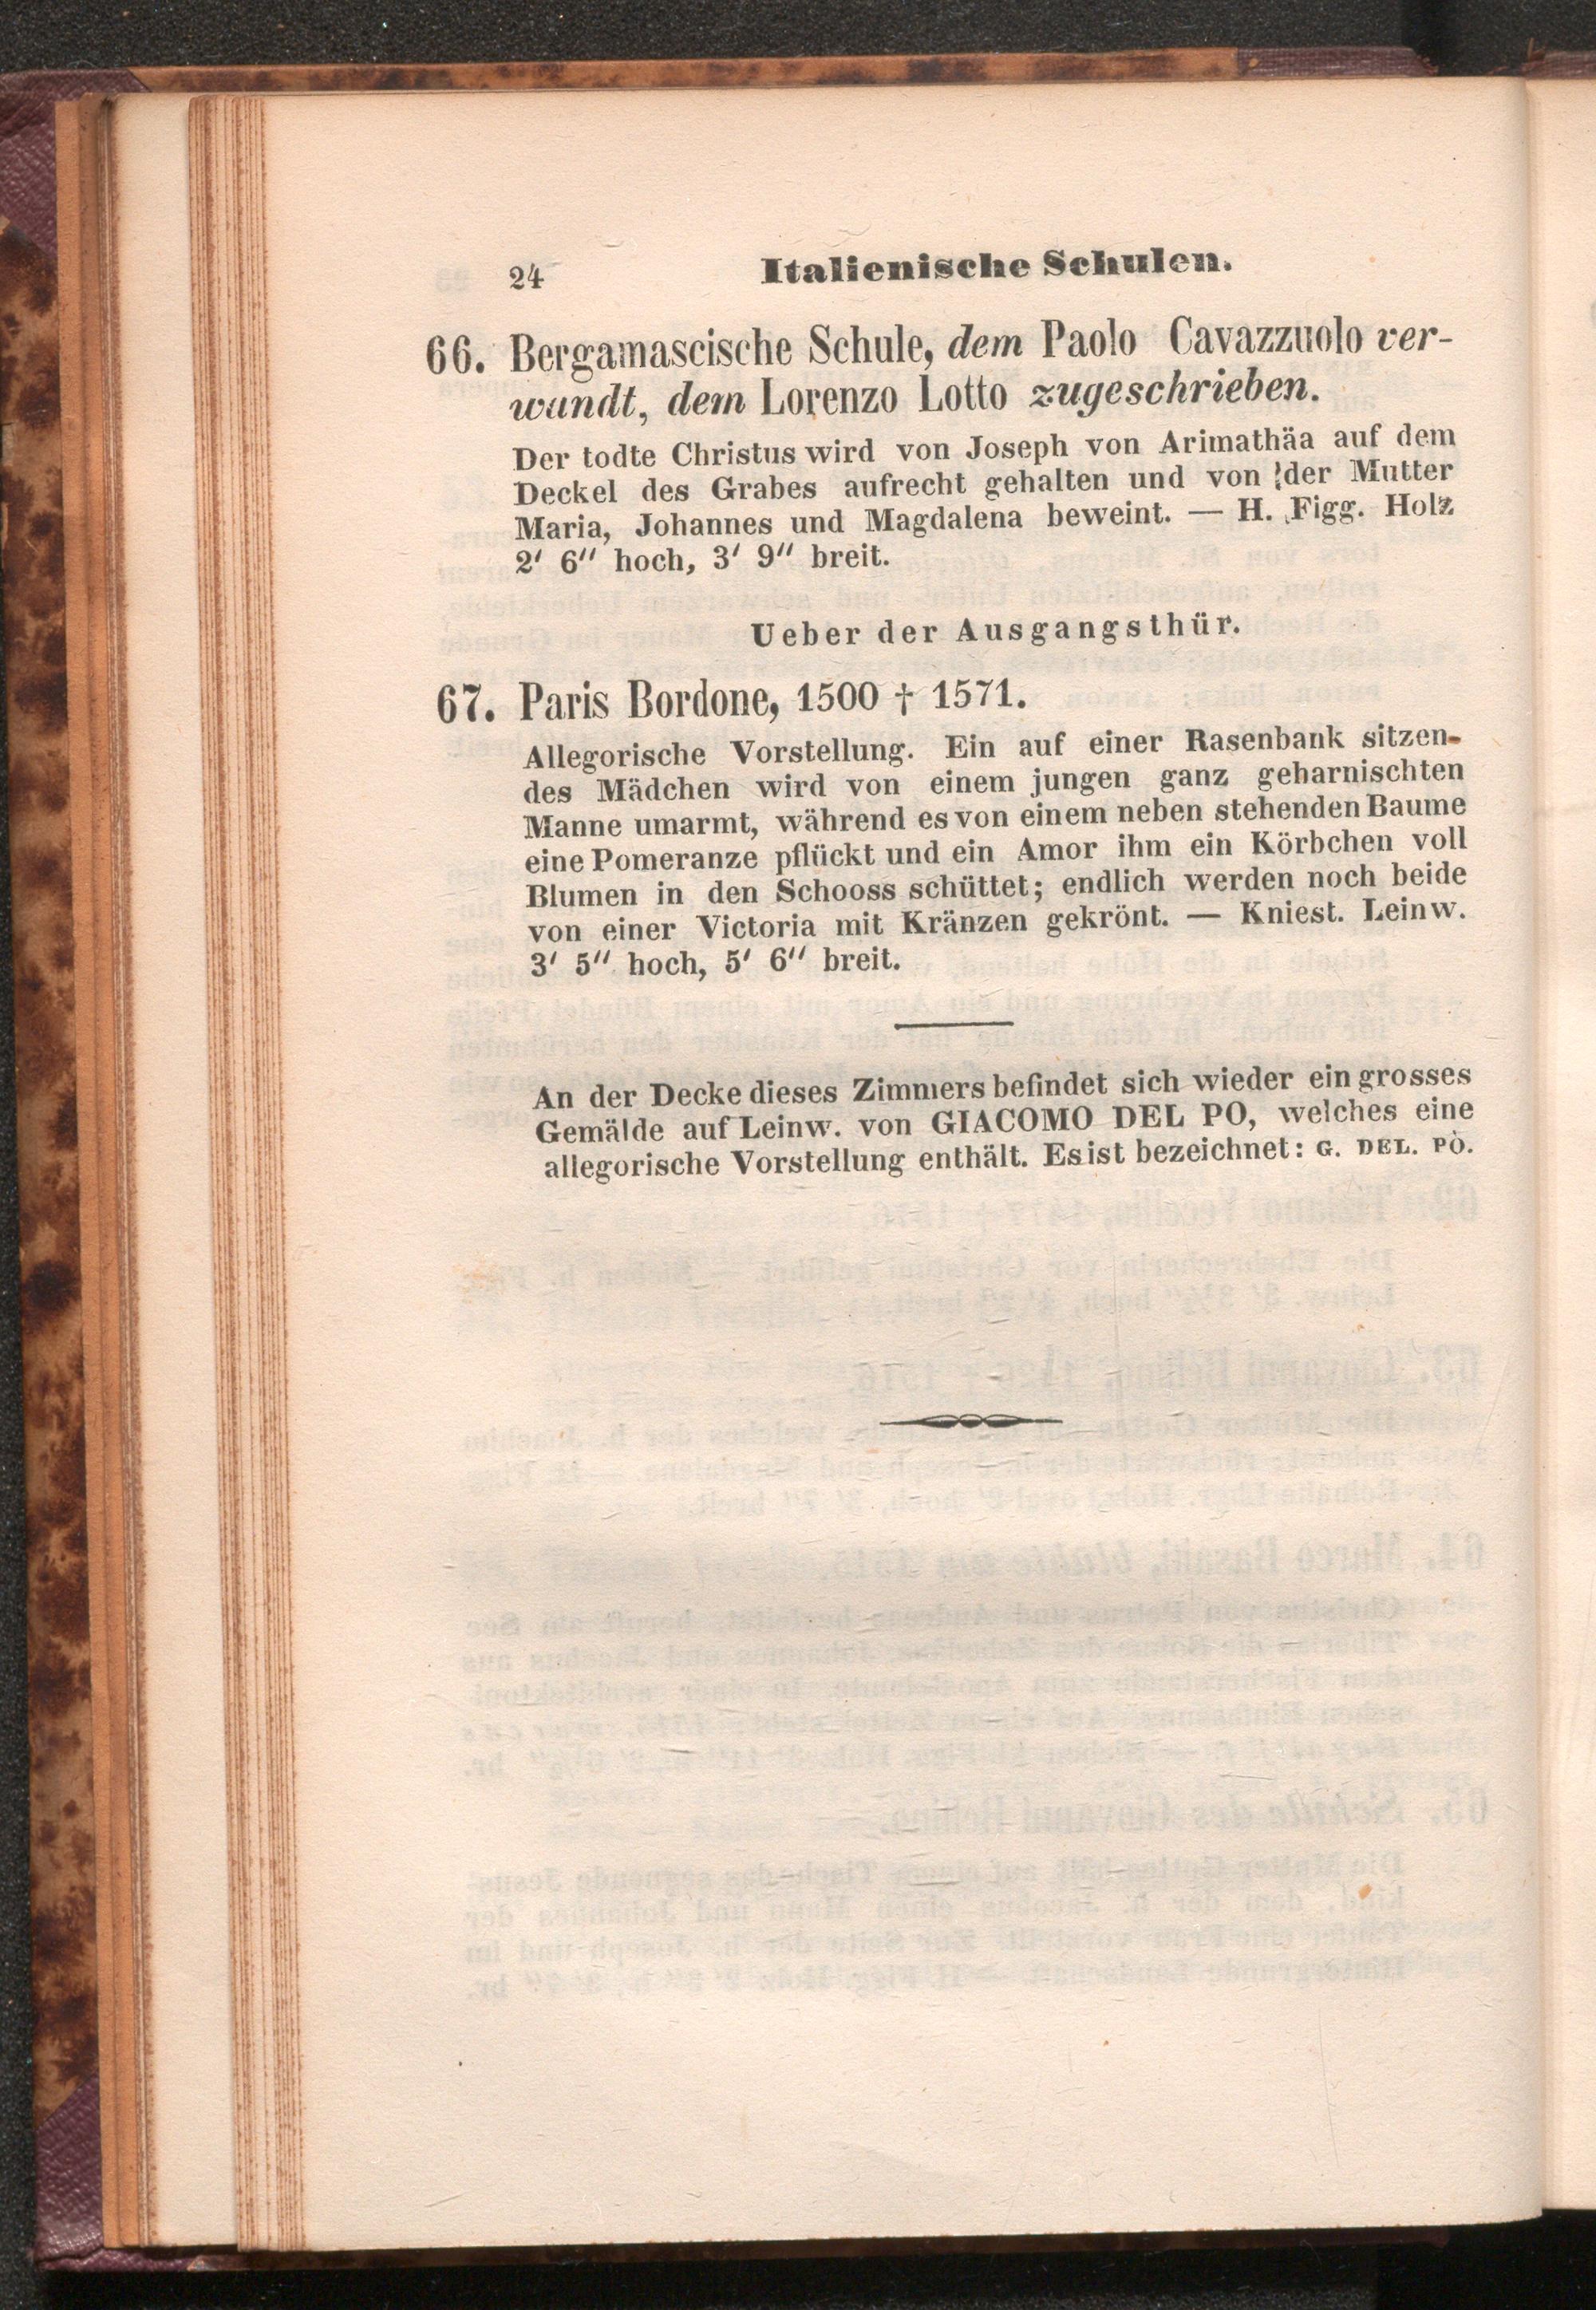 24 Italienische Schulen.
66. Bergamascische Schule, dem Paolo Cavazzuolo ver-
wandt, dem Lorenzo Lotto zugeschrieben.
Der todte Christus wird von Joseph von Arimathäa auf dem
Deckel des Grabes aufrecht gehalten und von der Mutter
Maria, Johannes und Magdalena beweint. — H. Figg. Holz
2′ 6″ hoch, 3′ 9″ breit.
Ueber der Ausgangsthür.
67. Paris Bordone, 1500 † 1571.
Allegorische Vorstellung. Ein auf einer Rasenbank sitzen-
des Mädchen wird von einem jungen ganz geharnischten
Manne umarmt, während es von einem neben stehenden Baume
eine Pomeranze pflückt und ein Amor ihm ein Körbchen voll
Blumen in den Schooss schüttet; endlich werden noch beide
von einer Victoria mit Kränzen gekrönt. — Kniest. Leinw.
3′ 5″ hoch, 5′ 6″ breit.
An der Decke dieses Zimmers befindet sich wieder ein grosses
Gemälde auf Leinw. von GIACOMO DEL PO, welches eine
allegorische Vorstellung enthält. Es ist bezeichnet: G. DEL. PÒ.